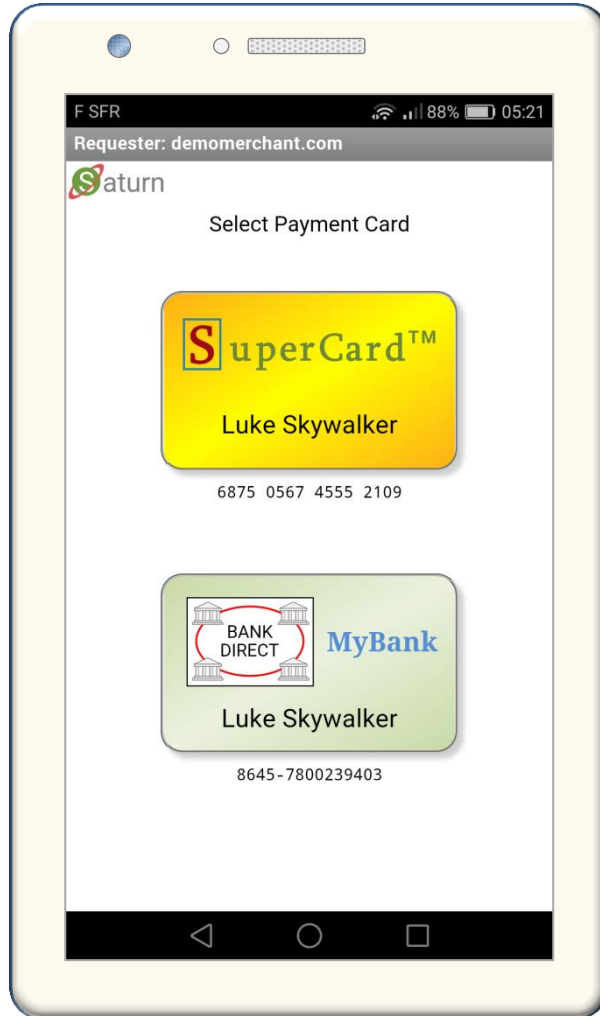 F SFR 88% 05:21
Requester: demomerchant.com
Saturn
Select Payment Card
SuperCard™
Luke Skywalker
6875 0567 4555 2109
BANK
DIRECT
MyBank
Luke Skywalker
8645-7800239403